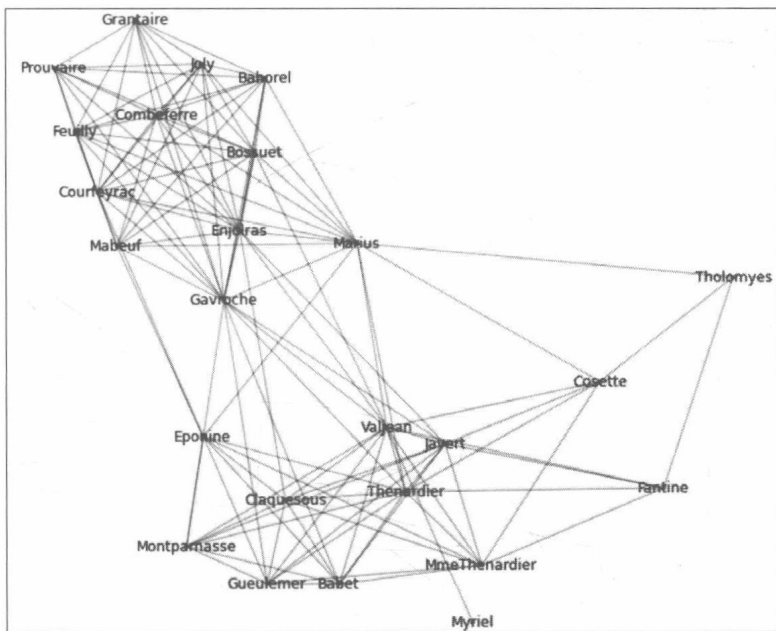 Grantaire
Prouvaire
Joly
Bahorel
Combeferre
Feuilly
Bossuet
Courfeyrac
Enjolras
Mabeuf
Marius
Tholomyes
Gavroche
Cosette
Valjean
Eponine
Javert
Fantine
Thenardier
Claquesous
Montparnasse
MmeThenardier
Gueulemer
Babet
Myriel